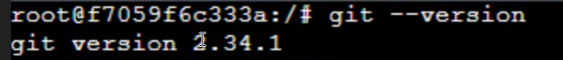 root@f7059f6c333a:/# git --version
git version 2.34.1